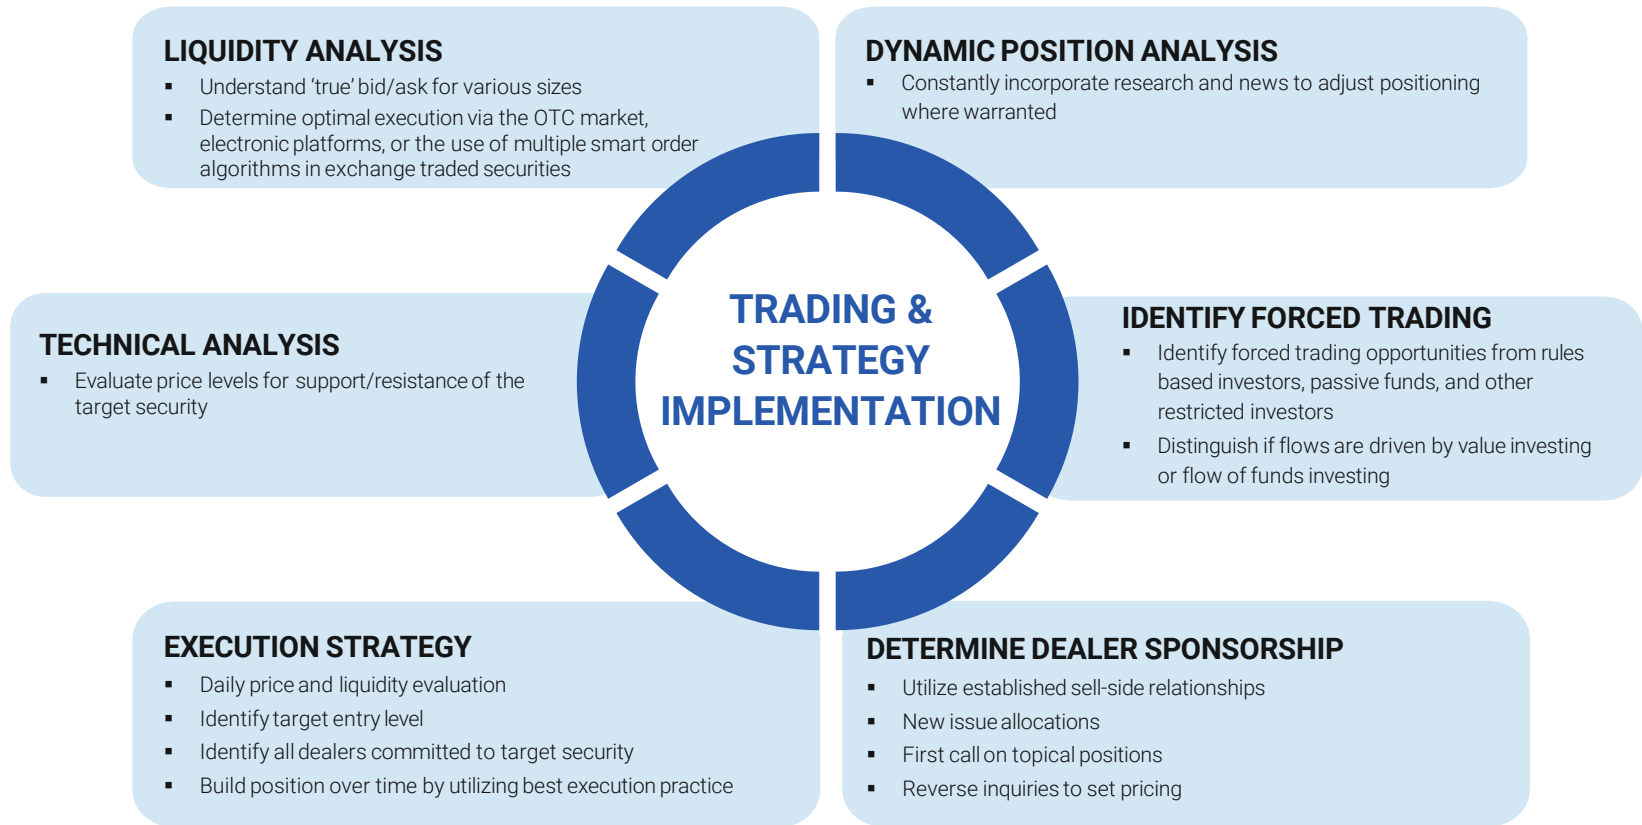 LIQUIDITY ANALYSIS
▪ Understand ‘true’ bid/ask for various sizes
▪ Determine optimal execution via the OTC market,
electronic platforms, or the use of multiple smart order
algorithms in exchange traded securities
DYNAMIC POSITION ANALYSIS
▪ Constantly incorporate research and news to adjust positioning
where warranted
TECHNICAL ANALYSIS
▪ Evaluate price levels for support/resistance of the
target security
TRADING &
STRATEGY
IMPLEMENTATION
IDENTIFY FORCED TRADING
▪ Identify forced trading opportunities from rules
based investors, passive funds, and other
restricted investors
▪ Distinguish if flows are driven by value investing
or flow of funds investing
EXECUTION STRATEGY
▪ Daily price and liquidity evaluation
▪ Identify target entry level
▪ Identify all dealers committed to target security
▪ Build position over time by utilizing best execution practice
DETERMINE DEALER SPONSORSHIP
▪ Utilize established sell-side relationships
▪ New issue allocations
▪ First call on topical positions
▪ Reverse inquiries to set pricing